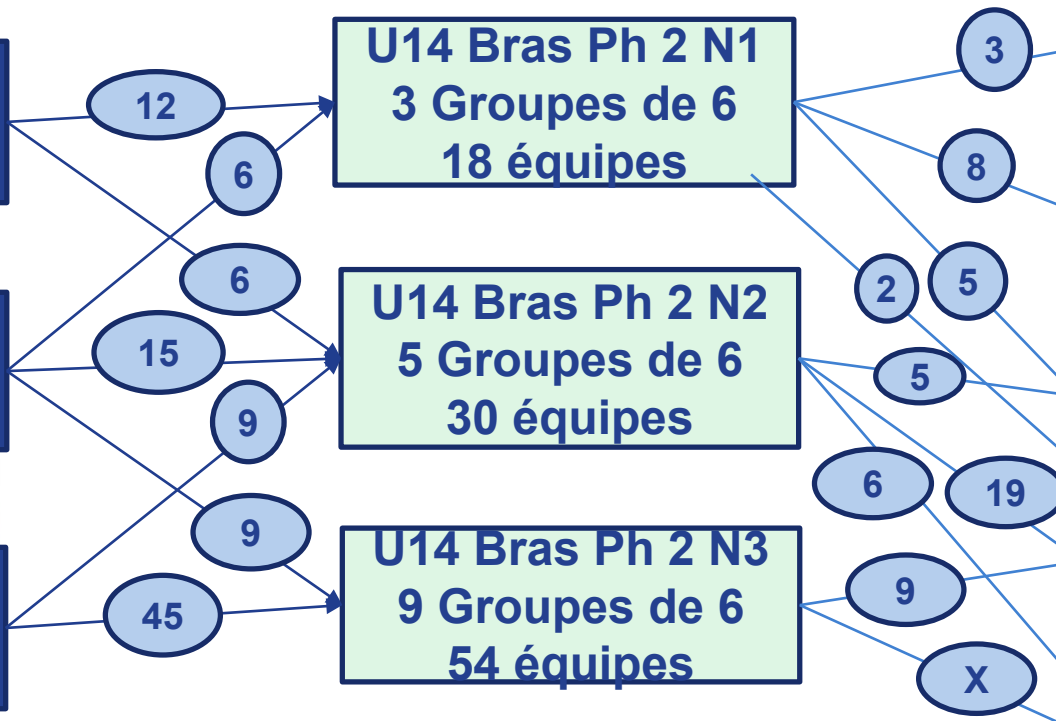 12
6
6
15
9
9
45
U14 Bras Ph 2 N1
3 Groupes de 6
18 équipes
U14 Bras Ph 2 N2
5 Groupes de 6
30 équipes
U14 Bras Ph 2 N3
9 Groupes de 6
54 équipes
3
8
2
5
5
6
19
9
X